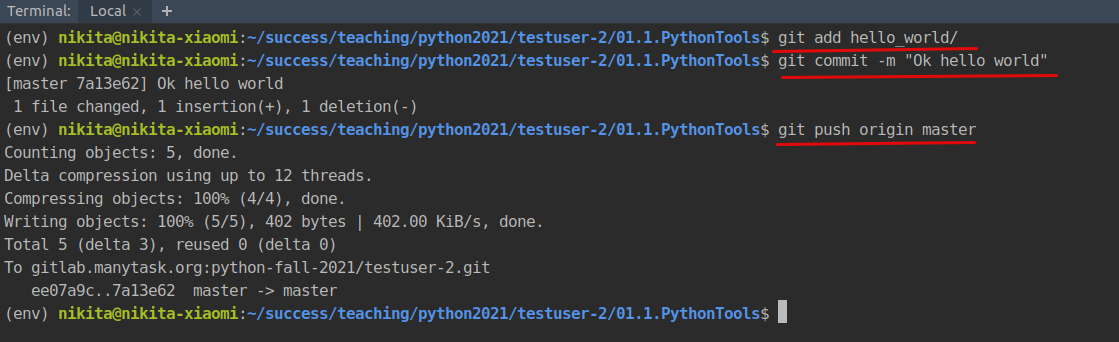 Terminal: Local × +
(env) nikita@nikita-xiaomi:~/success/teaching/python2021/testuser-2/01.1.PythonTools$ git add hello_world/
(env) nikita@nikita-xiaomi:~/success/teaching/python2021/testuser-2/01.1.PythonTools$ git commit -m "Ok hello world"
[master 7a13e62] Ok hello world
 1 file changed, 1 insertion(+), 1 deletion(-)
(env) nikita@nikita-xiaomi:~/success/teaching/python2021/testuser-2/01.1.PythonTools$ git push origin master
Counting objects: 5, done.
Delta compression using up to 12 threads.
Compressing objects: 100% (4/4), done.
Writing objects: 100% (5/5), 402 bytes | 402.00 KiB/s, done.
Total 5 (delta 3), reused 0 (delta 0)
To gitlab.manytask.org:python-fall-2021/testuser-2.git
   ee07a9c..7a13e62  master -> master
(env) nikita@nikita-xiaomi:~/success/teaching/python2021/testuser-2/01.1.PythonTools$